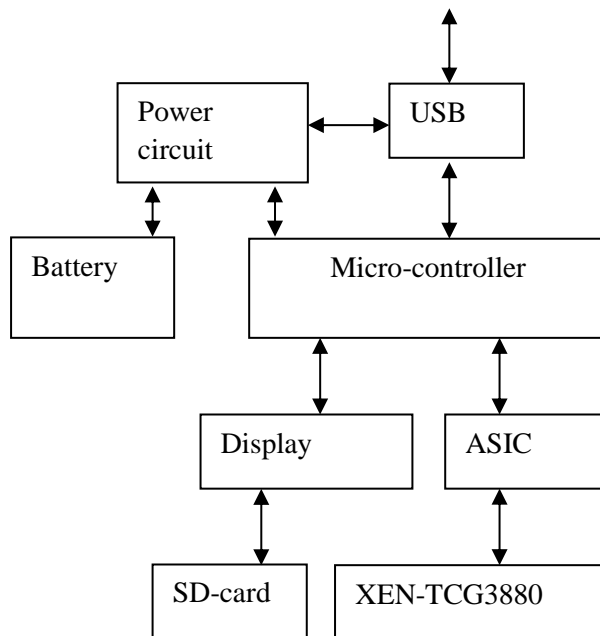 Power
circuit
USB
Battery
Micro-controller
Display
ASIC
SD-card
XEN-TCG3880